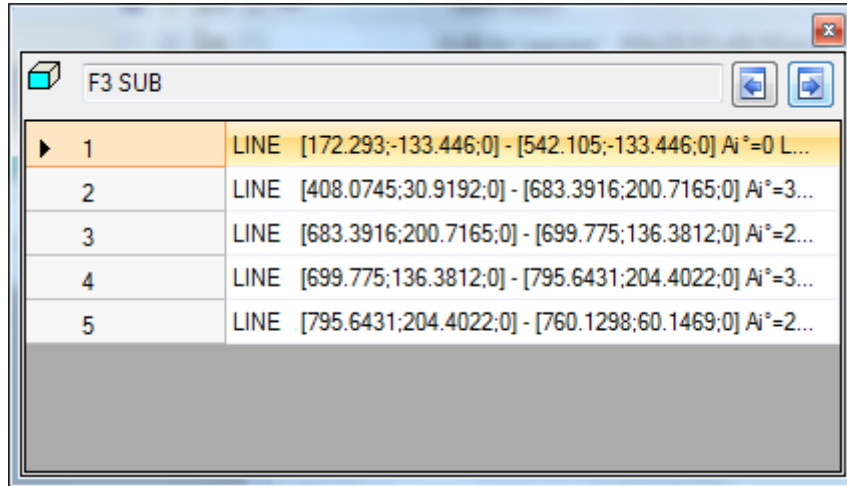 F3 SUB
1 LINE [172.293;-133.446;0] - [542.105;-133.446;0] Ai°=0 L...
2 LINE [408.0745;30.9192;0] - [683.3916;200.7165;0] Ai°=3...
3 LINE [683.3916;200.7165;0] - [699.775;136.3812;0] Ai°=2...
4 LINE [699.775;136.3812;0] - [795.6431;204.4022;0] Ai°=3...
5 LINE [795.6431;204.4022;0] - [760.1298;60.1469;0] Ai°=2...